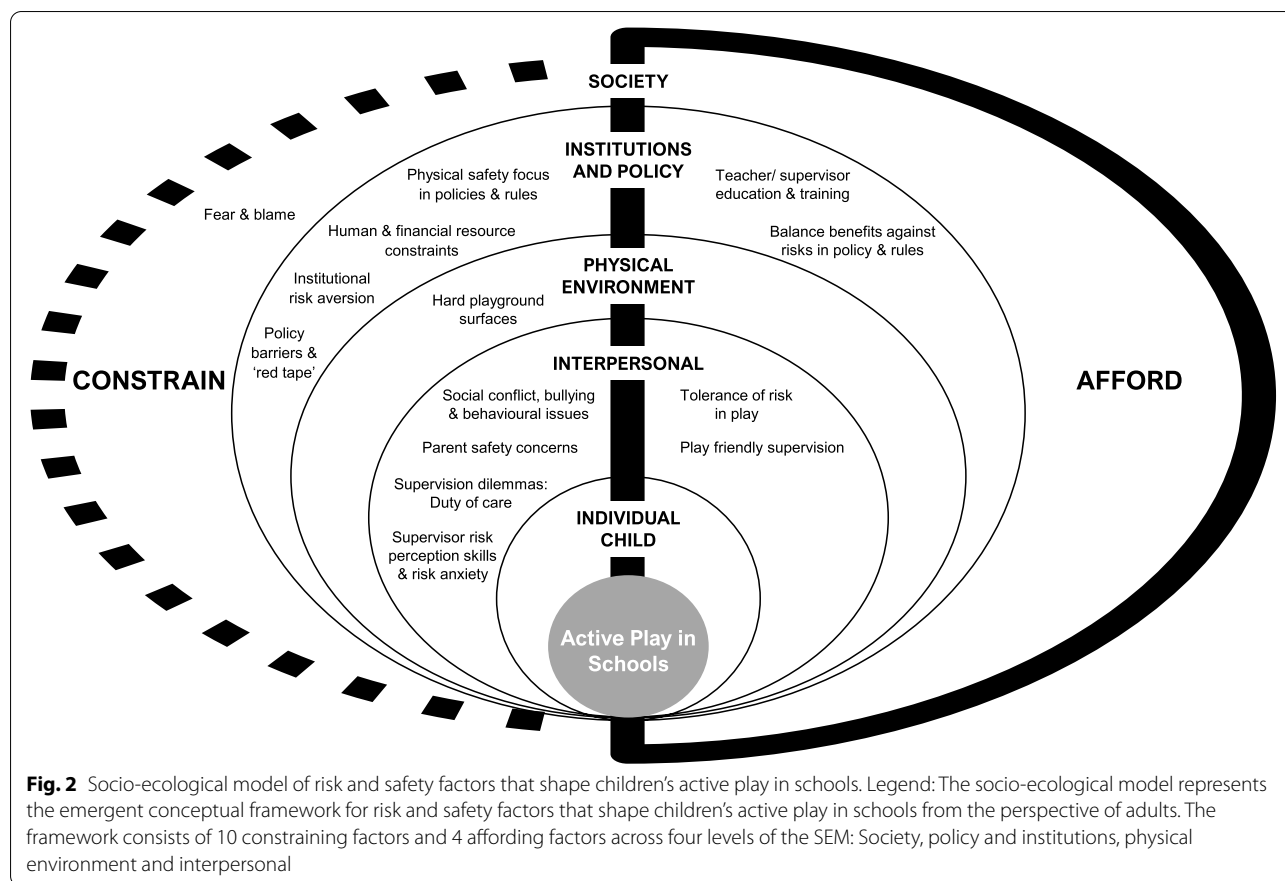 SOCIETY
INSTITUTIONS
AND POLICY
Physical safety focus
in policies & rules
Teacher/ supervisor
education & training
Fear & blame
Human & financial resource
constraints
Balance benefits against
risks in policy & rules
Institutional
risk aversion
PHYSICAL
ENVIRONMENT
Hard playground
surfaces
Policy
barriers &
‘red tape’
CONSTRAIN
AFFORD
INTERPERSONAL
Social conflict, bullying
& behavioural issues
Tolerance of risk
in play
Parent safety concerns
Play friendly supervision
Supervision dilemmas:
Duty of care
Supervisor risk
perception skills
& risk anxiety
INDIVIDUAL
CHILD
Active Play in
Schools
Fig. 2 Socio-ecological model of risk and safety factors that shape children’s active play in schools. Legend: The socio-ecological model represents
the emergent conceptual framework for risk and safety factors that shape children’s active play in schools from the perspective of adults. The
framework consists of 10 constraining factors and 4 affording factors across four levels of the SEM: Society, policy and institutions, physical
environment and interpersonal